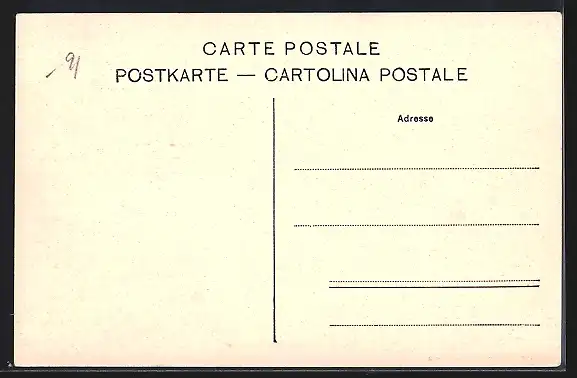 91
CARTE POSTALE
POSTKARTE — CARTOLINA POSTALE
Adresse